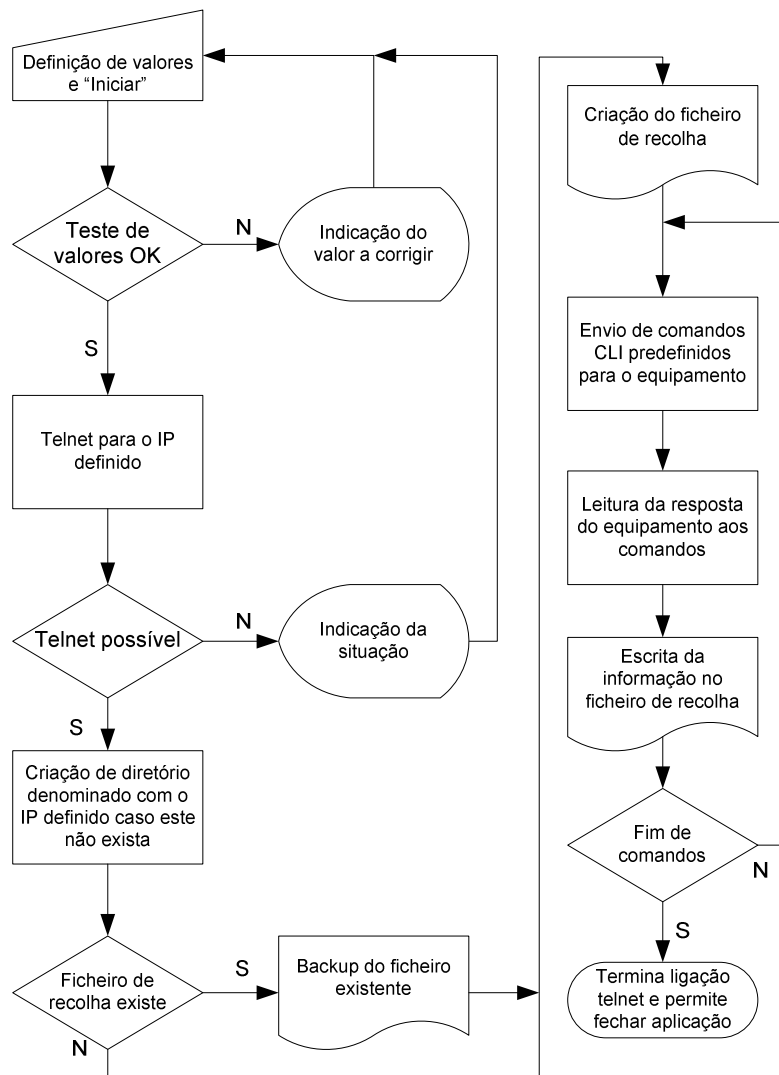 Definição de valores
e “Iniciar”
Teste de
valores OK
N
Indicação do
valor a corrigir
S
Telnet para o IP
definido
Telnet possível
N
Indicação da
situação
S
Criação de diretório
denominado com o
IP definido caso este
não exista
Ficheiro de
recolha existe
S
Backup do ficheiro
existente
N
Criação do ficheiro
de recolha
Envio de comandos
CLI predefinidos
para o equipamento
Leitura da resposta
do equipamento aos
comandos
Escrita da
informação no
ficheiro de recolha
Fim de
comandos
N
S
Termina ligação
telnet e permite
fechar aplicação